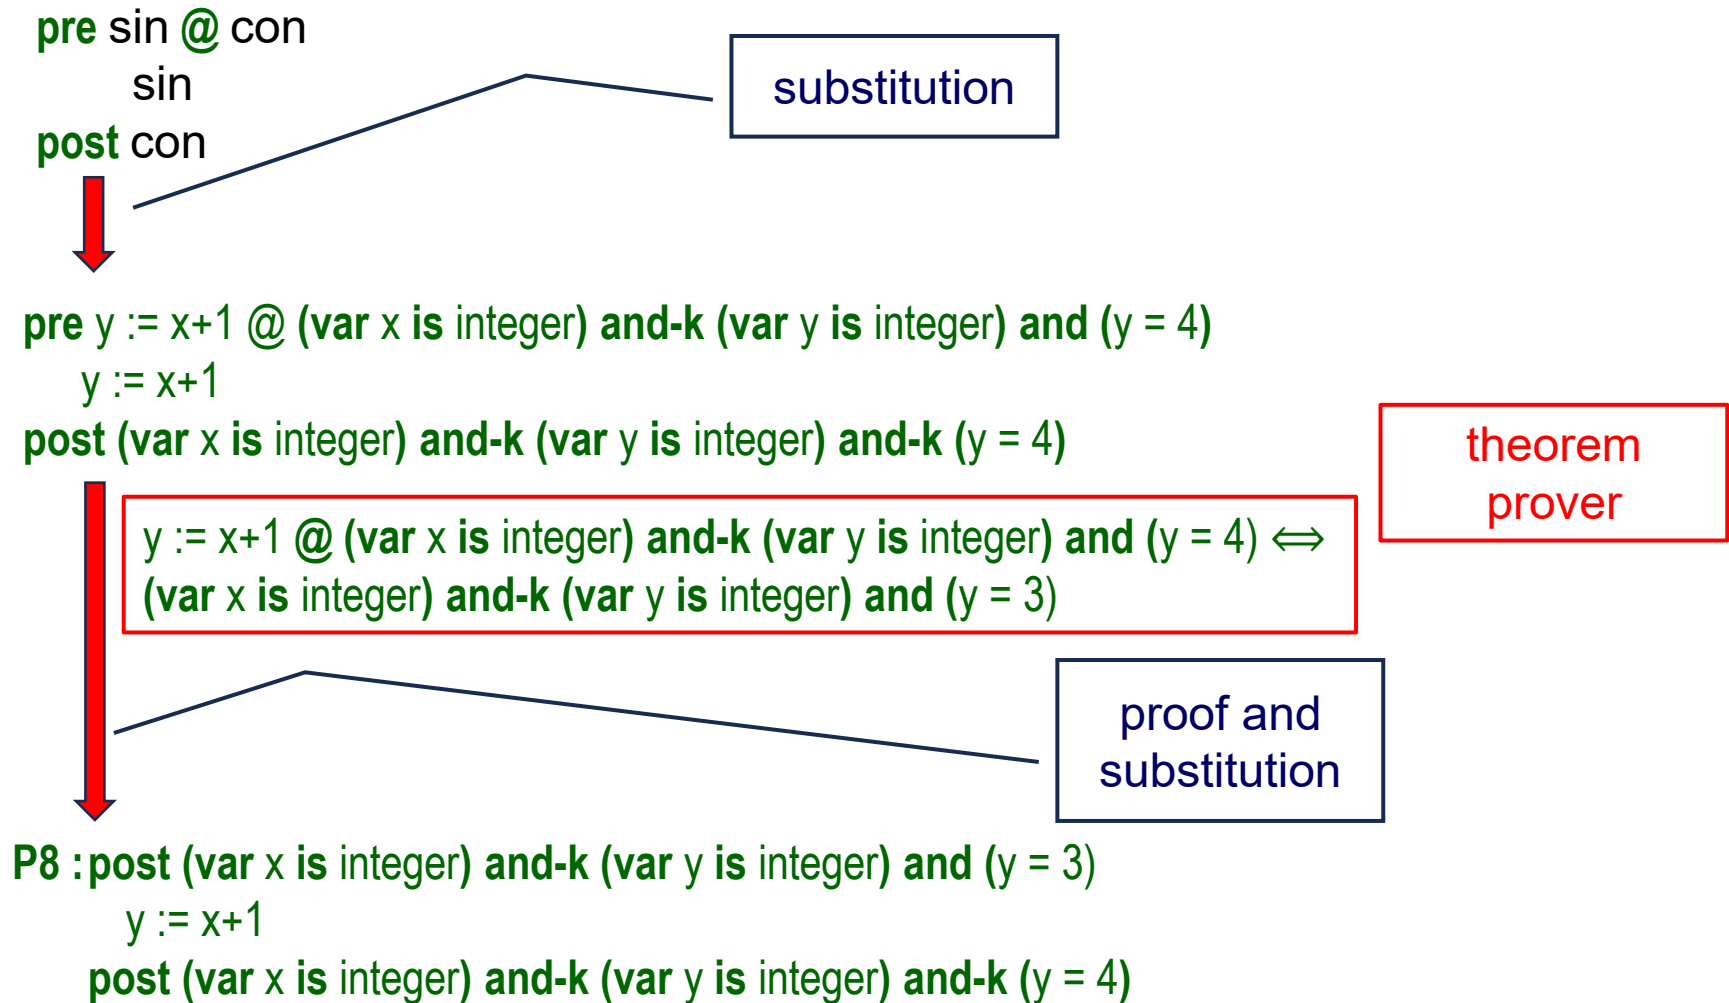 pre sin @ con
sin
post con
substitution
pre y := x+1 @ (var x is integer) and-k (var y is integer) and (y = 4)
y := x+1
post (var x is integer) and-k (var y is integer) and-k (y = 4)
theorem
prover
y := x+1 @ (var x is integer) and-k (var y is integer) and (y = 4) ⟺
(var x is integer) and-k (var y is integer) and (y = 3)
proof and
substitution
P8 : post (var x is integer) and-k (var y is integer) and (y = 3)
y := x+1
post (var x is integer) and-k (var y is integer) and-k (y = 4)